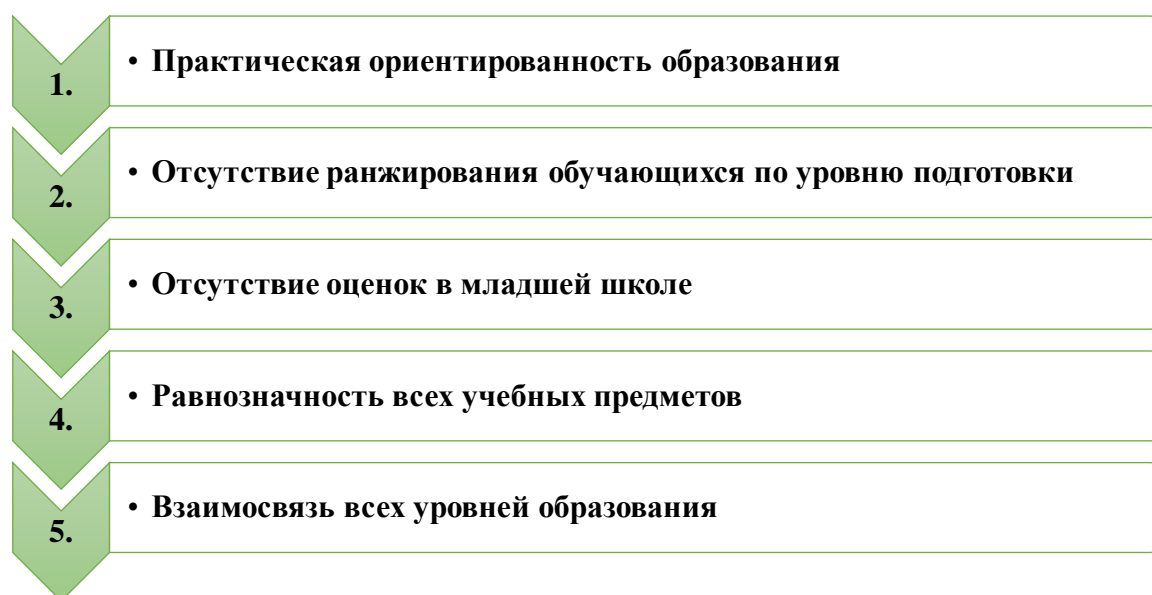 1. • Практическая ориентированность образования
2. • Отсутствие ранжирования обучающихся по уровню подготовки
3. • Отсутствие оценок в младшей школе
4. • Равнозначность всех учебных предметов
5. • Взаимосвязь всех уровней образования